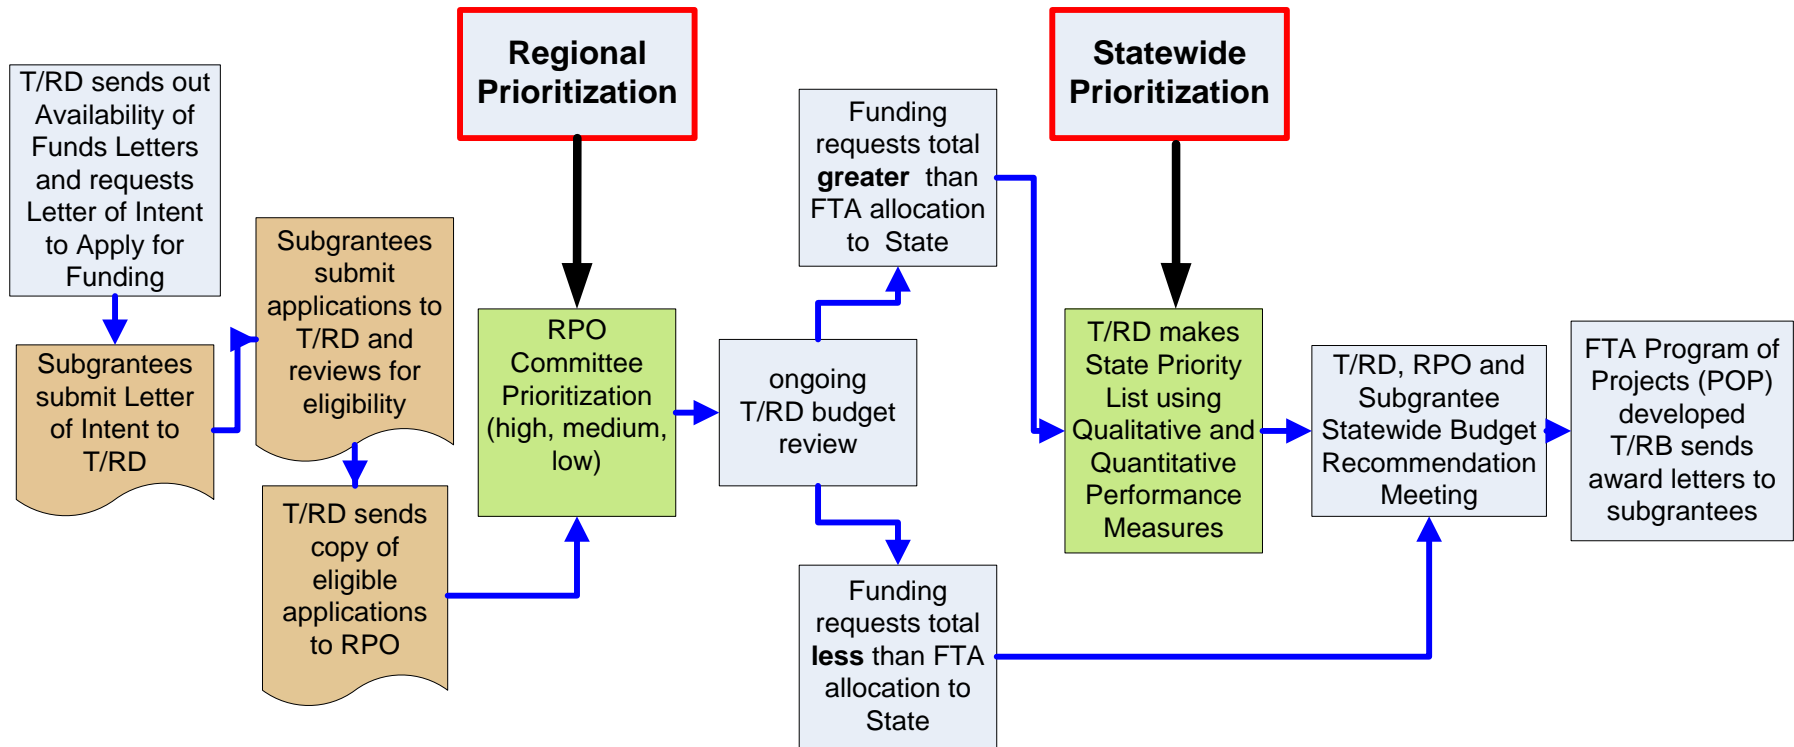 T/RD sends out
Availability of
Funds Letters
and requests
Letter of Intent
to Apply for
Funding
Subgrantees
submit Letter
of Intent to
T/RD
Subgrantees
submit
applications to
T/RD and
reviews for
eligibility
T/RD sends
copy of
eligible
applications
to RPO
Regional
Prioritization
RPO
Committee
Prioritization
(high, medium,
low)
ongoing
T/RD budget
review
Funding
requests total
greater than
FTA allocation
to State
Funding
requests total
less than FTA
allocation to
State
Statewide
Prioritization
T/RD makes
State Priority
List using
Qualitative and
Quantitative
Performance
Measures
T/RD, RPO and
Subgrantee
Statewide Budget
Recommendation
Meeting
FTA Program of
Projects (POP)
developed
T/RB sends
award letters to
subgrantees